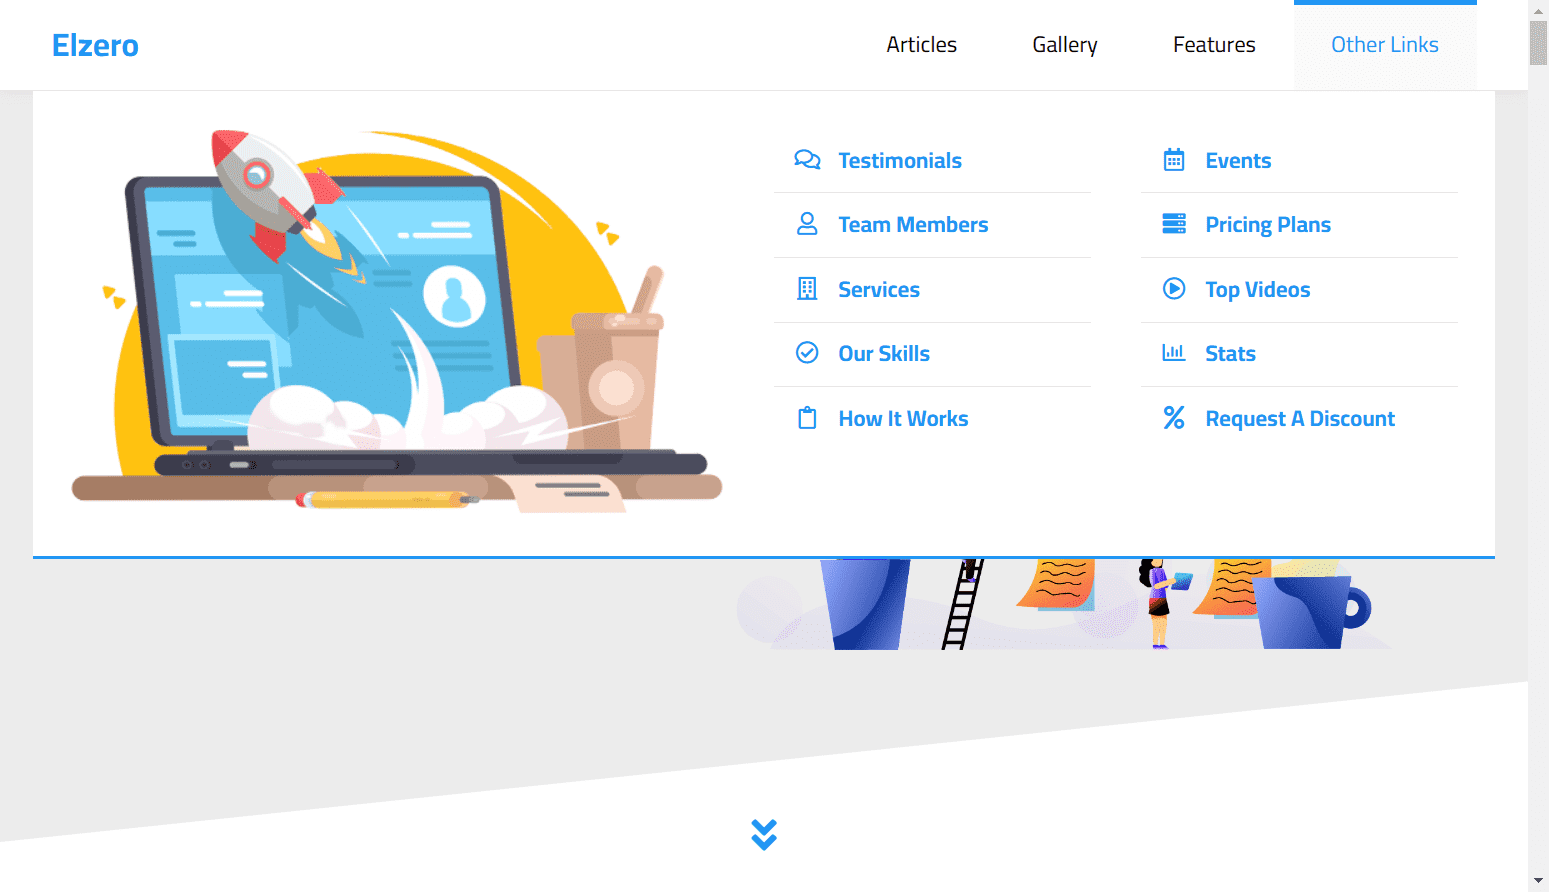 Elzero
Articles
Gallery
Features
Other Links
Testimonials
Team Members
Services
Our Skills
How It Works
Events
Pricing Plans
Top Videos
Stats
Request A Discount